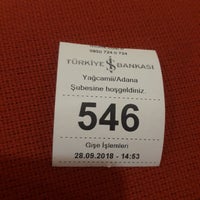 0850 724 0 724
TÜRKİYE İŞ BANKASI
Yağcamii/Adana
Şubesine hoşgeldiniz.
546
Gişe İşlemleri
28.09.2018 - 14:53